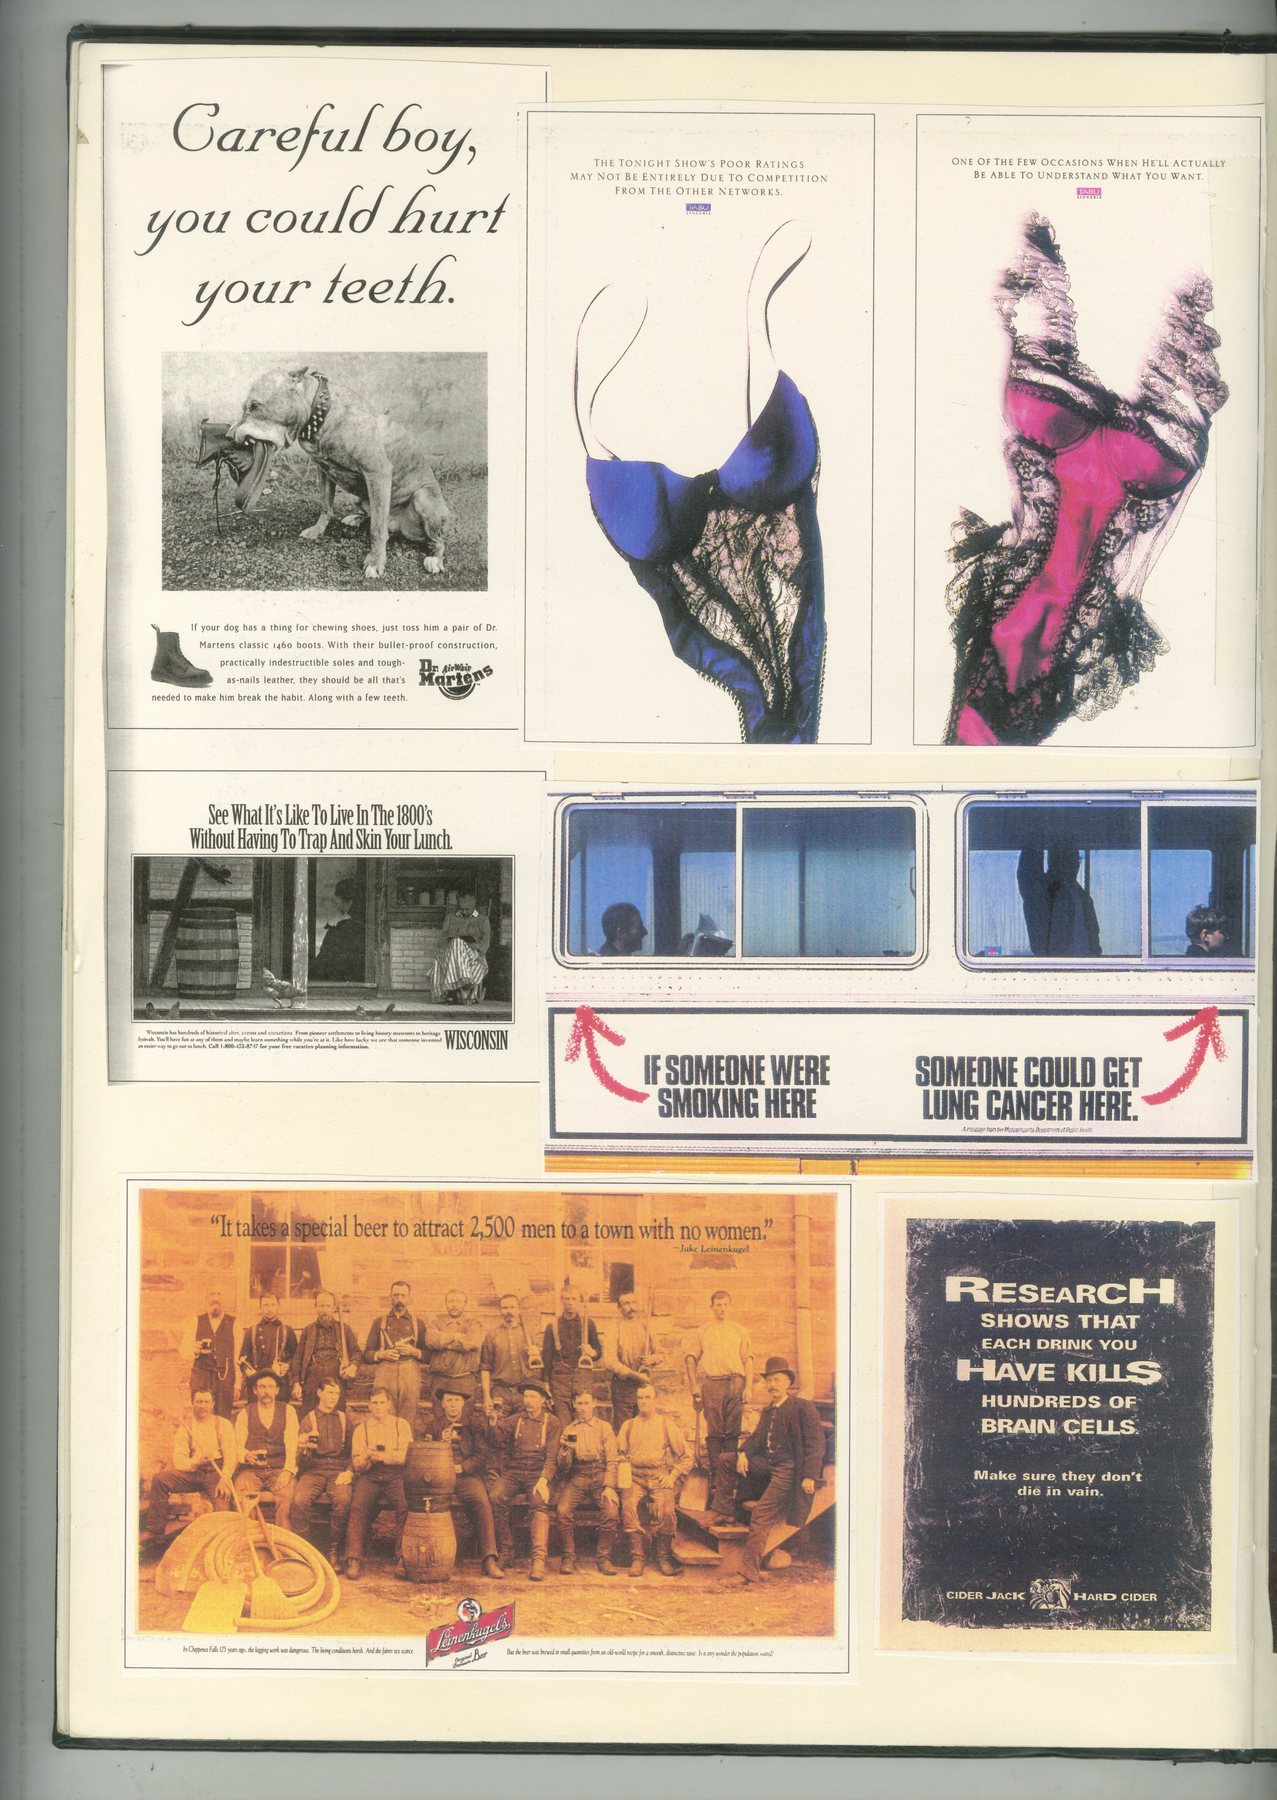 Careful boy,
you could hurt
your teeth.
If your dog has a thing for chewing shoes, just toss him a pair of Dr.
Martens classic 1460 boots. With their bullet-proof construction,
practically indestructible soles and tough-
as-nails leather, they should be all that's
needed to make him break the habit. Along with a few teeth.
Dr. AirWair
Martens
THE TONIGHT SHOW'S POOR RATINGS
MAY NOT BE ENTIRELY DUE TO COMPETITION
FROM THE OTHER NETWORKS.
TABU
LINGERIE
ONE OF THE FEW OCCASIONS WHEN HE'LL ACTUALLY
BE ABLE TO UNDERSTAND WHAT YOU WANT.
TABU
LINGERIE
See What It's Like To Live In The 1800's
Without Having To Trap And Skin Your Lunch.
Wisconsin has hundreds of historical sites, events and attractions. From pioneer settlements to living history museums to heritage
festivals. You'll have fun at any of them and maybe learn something while you're at it. Like how lucky we are that someone invented
an easier way to go out to lunch. Call 1-800-432-8747 for your free vacation planning information.
WISCONSIN
IF SOMEONE WERE
SMOKING HERE
SOMEONE COULD GET
LUNG CANCER HERE.
A message from the Massachusetts Department of Public Health
"It takes a special beer to attract 2,500 men to a town with no women."
—Jake Leinenkugel
In Chippewa Falls 125 years ago, the logging work was dangerous. The living conditions harsh. And the fairer sex scarce.
Leinenkugel's
Original Premium Beer
But the beer was brewed in small quantities from an old-world recipe for a smooth, distinctive taste. Is it any wonder the population soared?
RESEARCH
SHOWS THAT
EACH DRINK YOU
HAVE KILLS
HUNDREDS OF
BRAIN CELLS.
Make sure they don't
die in vain.
CIDER JACK HARD CIDER